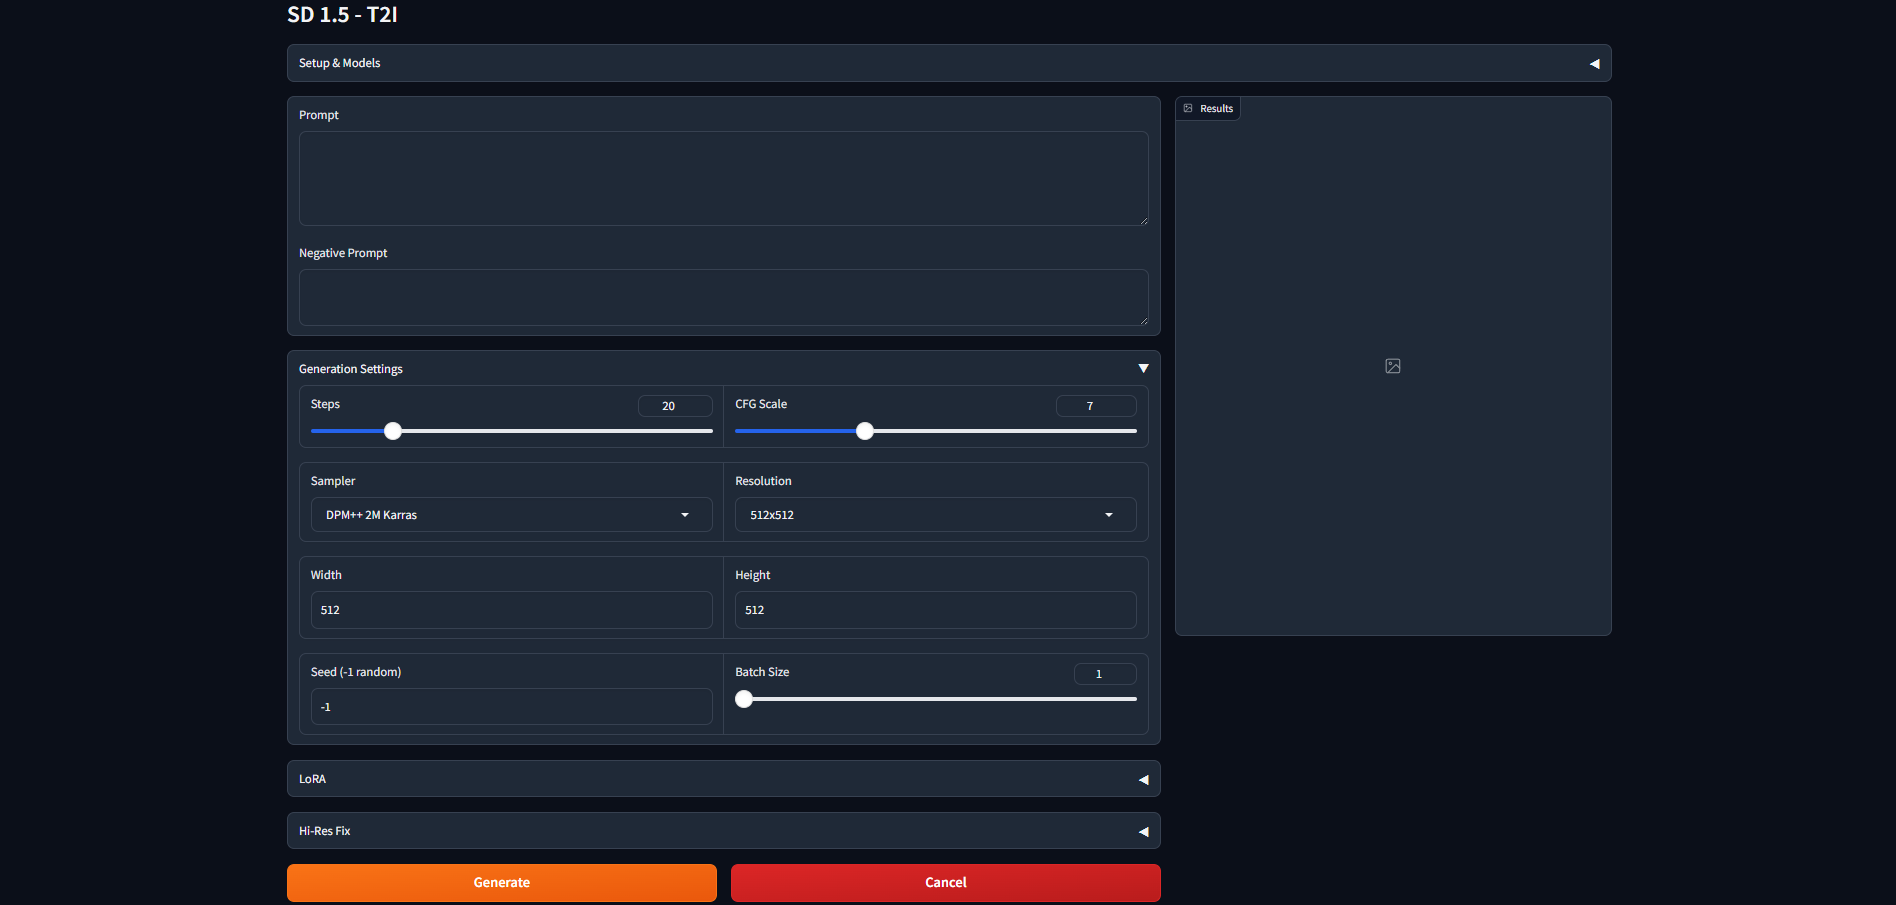 SD 1.5 - T2I
Setup & Models
Prompt
Negative Prompt
Results
Generation Settings
Steps
20
CFG Scale
7
Sampler
DPM++ 2M Karras
Resolution
512x512
Width
512
Height
512
Seed (-1 random)
-1
Batch Size
1
LoRA
Hi-Res Fix
Generate
Cancel